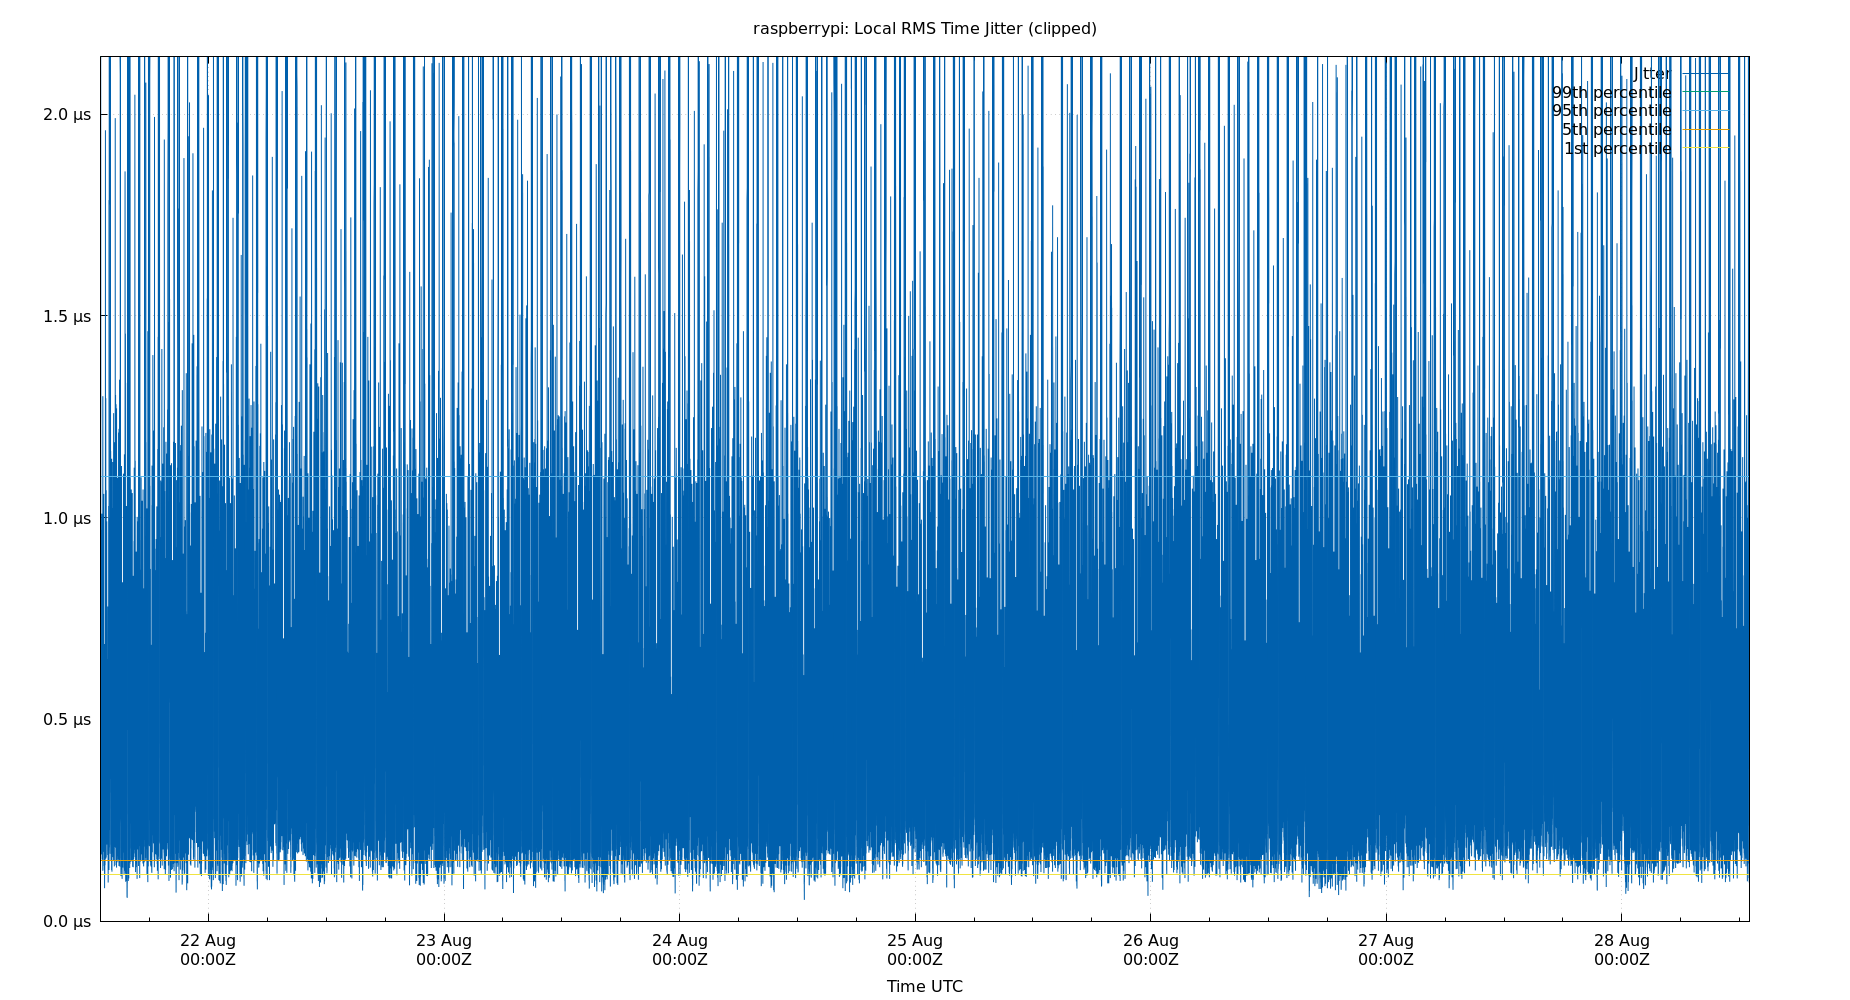 raspberrypi: Local RMS Time Jitter (clipped)
Jitter
99th percentile
95th percentile
5th percentile
1st percentile
2.0 µs
1.5 µs
1.0 µs
0.5 µs
0.0 µs
22 Aug 23 Aug 24 Aug 25 Aug 26 Aug 27 Aug 28 Aug
00:00Z 00:00Z 00:00Z 00:00Z 00:00Z 00:00Z 00:00Z
Time UTC